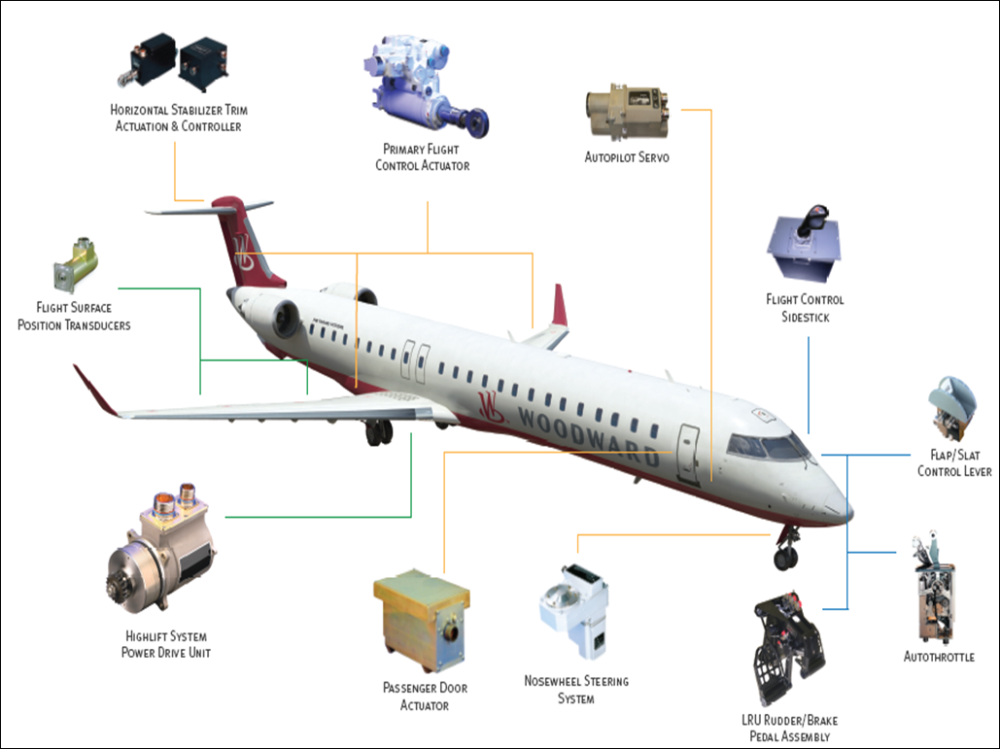 Horizontal Stabilizer Trim
Actuation & Controller
Primary Flight
Control Actuator
Autopilot Servo
Flight Surface
Position Transducers
Flight Control
Sidestick
Flap/Slat
Control Lever
WOODWARD
Highlift System
Power Drive Unit
Passenger Door
Actuator
Nosewheel Steering
System
Autothrottle
LRU Rudder/Brake
Pedal Assembly